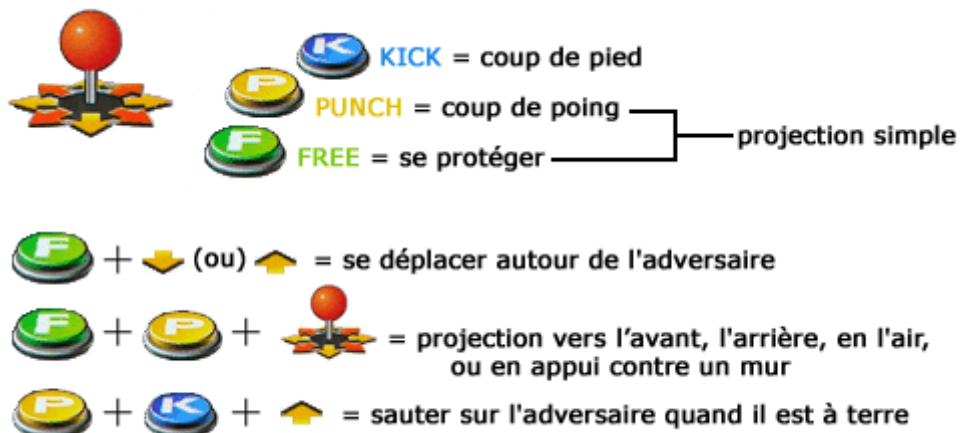 K KICK = coup de pied
P PUNCH = coup de poing
projection simple
F FREE = se protéger
F + (ou) = se déplacer autour de l'adversaire
F + P + = projection vers l'avant, l'arrière, en l'air,
ou en appui contre un mur
P + K + = sauter sur l'adversaire quand il est à terre